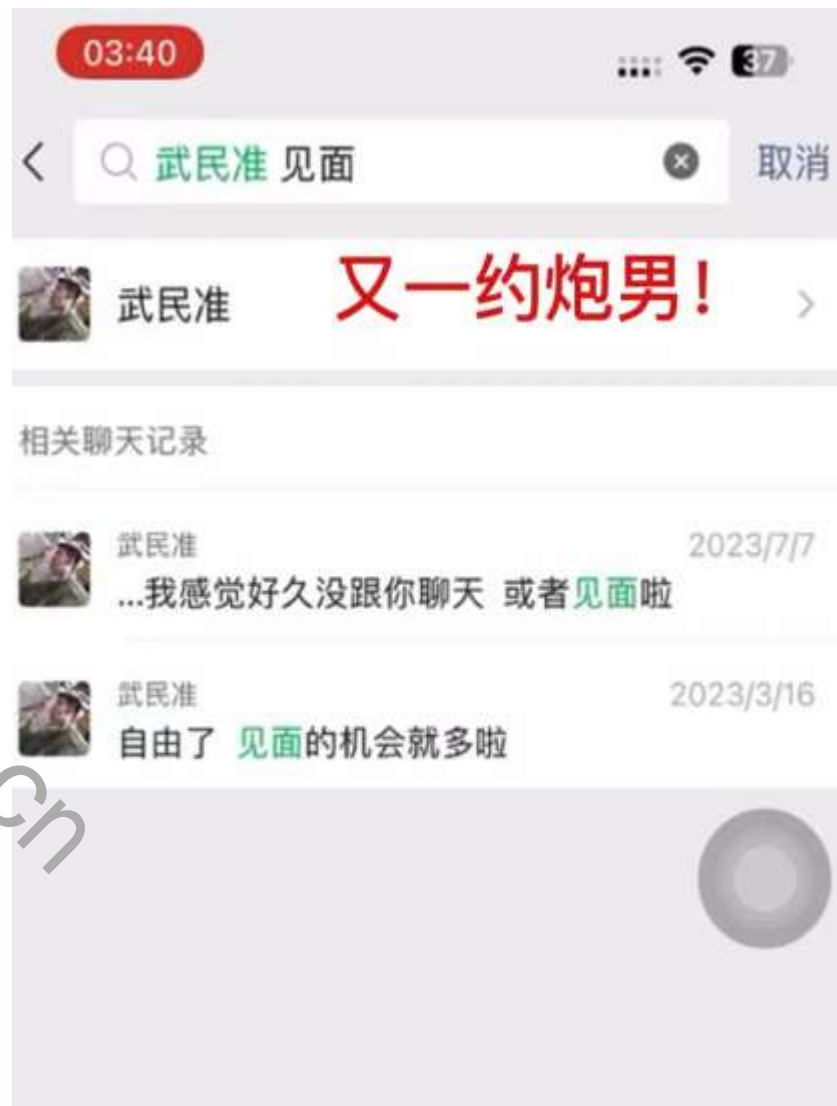 03:40
37
武民准 见面
取消
武民准
又一约炮男!
相关聊天记录
武民准
2023/7/7
...我感觉好久没跟你聊天 或者见面啦
武民准
2023/3/16
自由了 见面的机会就多啦
cn